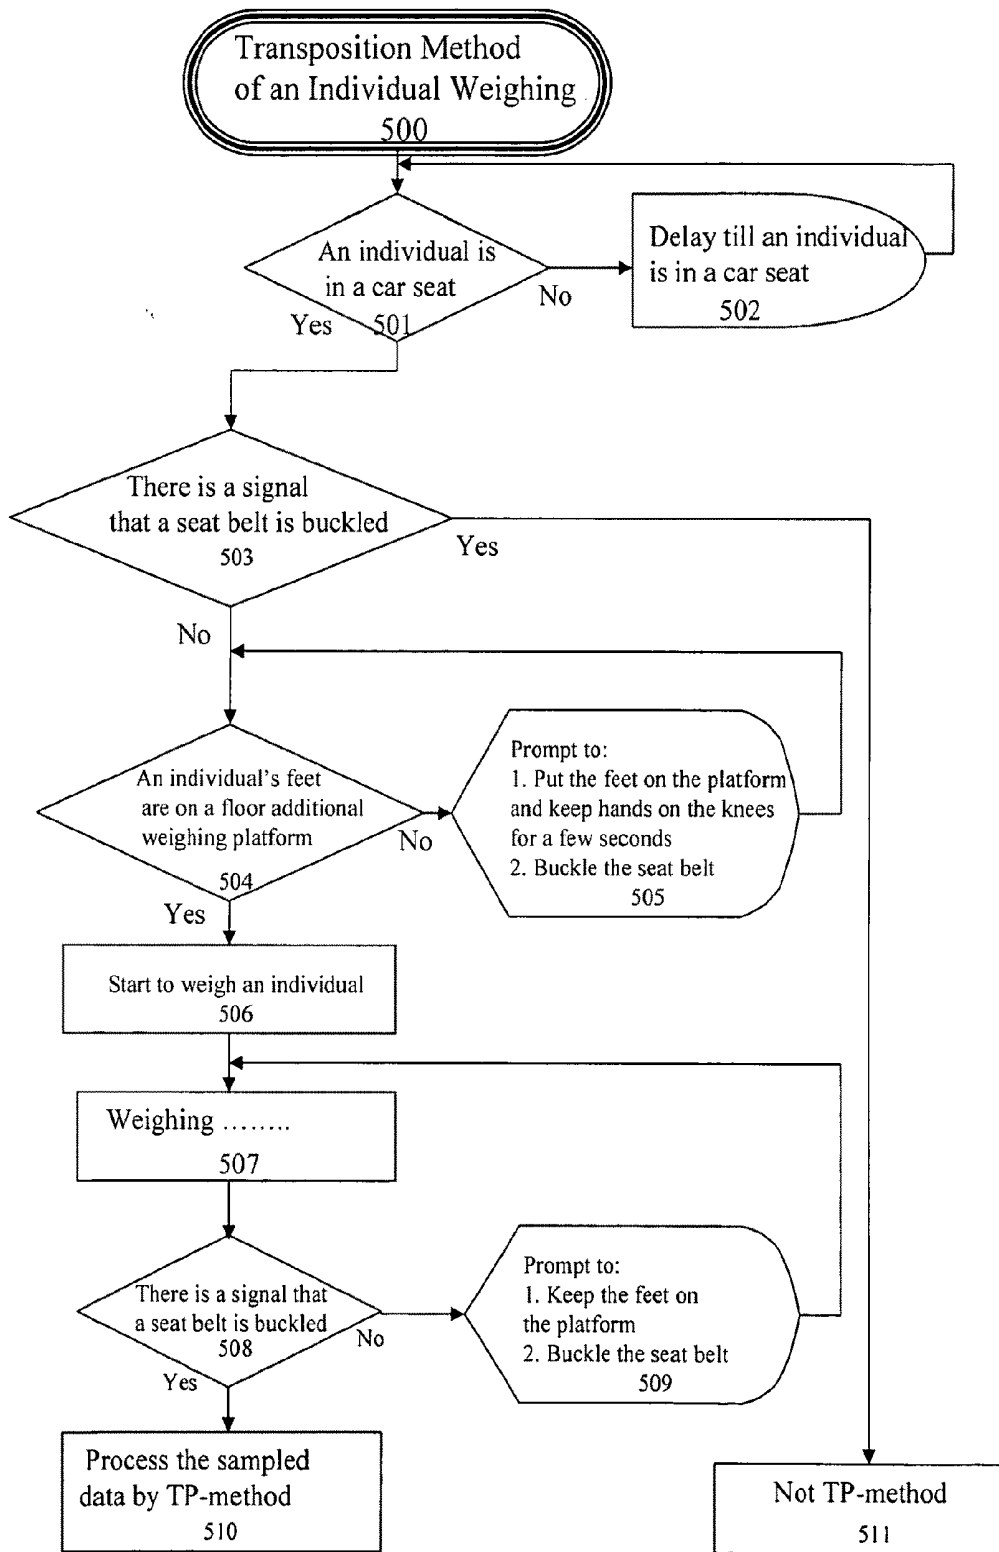 Transposition Method
of an Individual Weighing
500
An individual is
in a car seat
501
Yes
No
Delay till an individual
is in a car seat
502
There is a signal
that a seat belt is buckled
503
Yes
No
An individual's feet
are on a floor additional
weighing platform
504
No
Yes
Prompt to:
1. Put the feet on the platform
and keep hands on the knees
for a few seconds
2. Buckle the seat belt
505
Start to weigh an individual
506
Weighing ........
507
There is a signal that
a seat belt is buckled
508
No
Yes
Prompt to:
1. Keep the feet on
the platform
2. Buckle the seat belt
509
Process the sampled
data by TP-method
510
Not TP-method
511